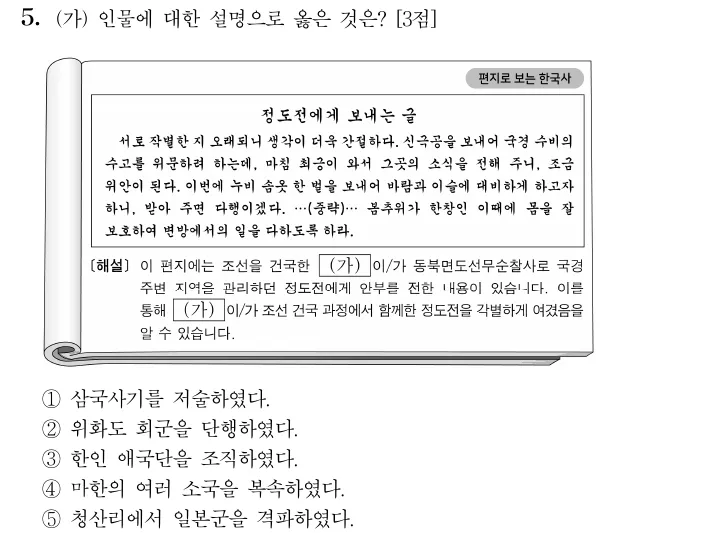 5. (가) 인물에 대한 설명으로 옳은 것은? [3점]
편지로 보는 한국사
정도전에게 보내는 글
서로 작별한 지 오래되니 생각이 더욱 간절하다. 신극공을 보내어 국경 수비의
수고를 위문하려 하는데, 마침 최긍이 와서 그곳의 소식을 전해 주니, 조금
위안이 된다. 이번에 누비 솜옷 한 벌을 보내어 바람과 이슬에 대비하게 하고자
하니, 받아 주면 다행이겠다. …(중략)… 봄추위가 한창인 이때에 몸을 잘
보호하여 변방에서의 일을 다하도록 하라.
[해설] 이 편지에는 조선을 건국한 (가) 이/가 동북면도선무순찰사로 국경
주변 지역을 관리하던 정도전에게 안부를 전한 내용이 있습니다. 이를
통해 (가) 이/가 조선 건국 과정에서 함께한 정도전을 각별하게 여겼음을
알 수 있습니다.
① 삼국사기를 저술하였다.
② 위화도 회군을 단행하였다.
③ 한인 애국단을 조직하였다.
④ 마한의 여러 소국을 복속하였다.
⑤ 청산리에서 일본군을 격파하였다.